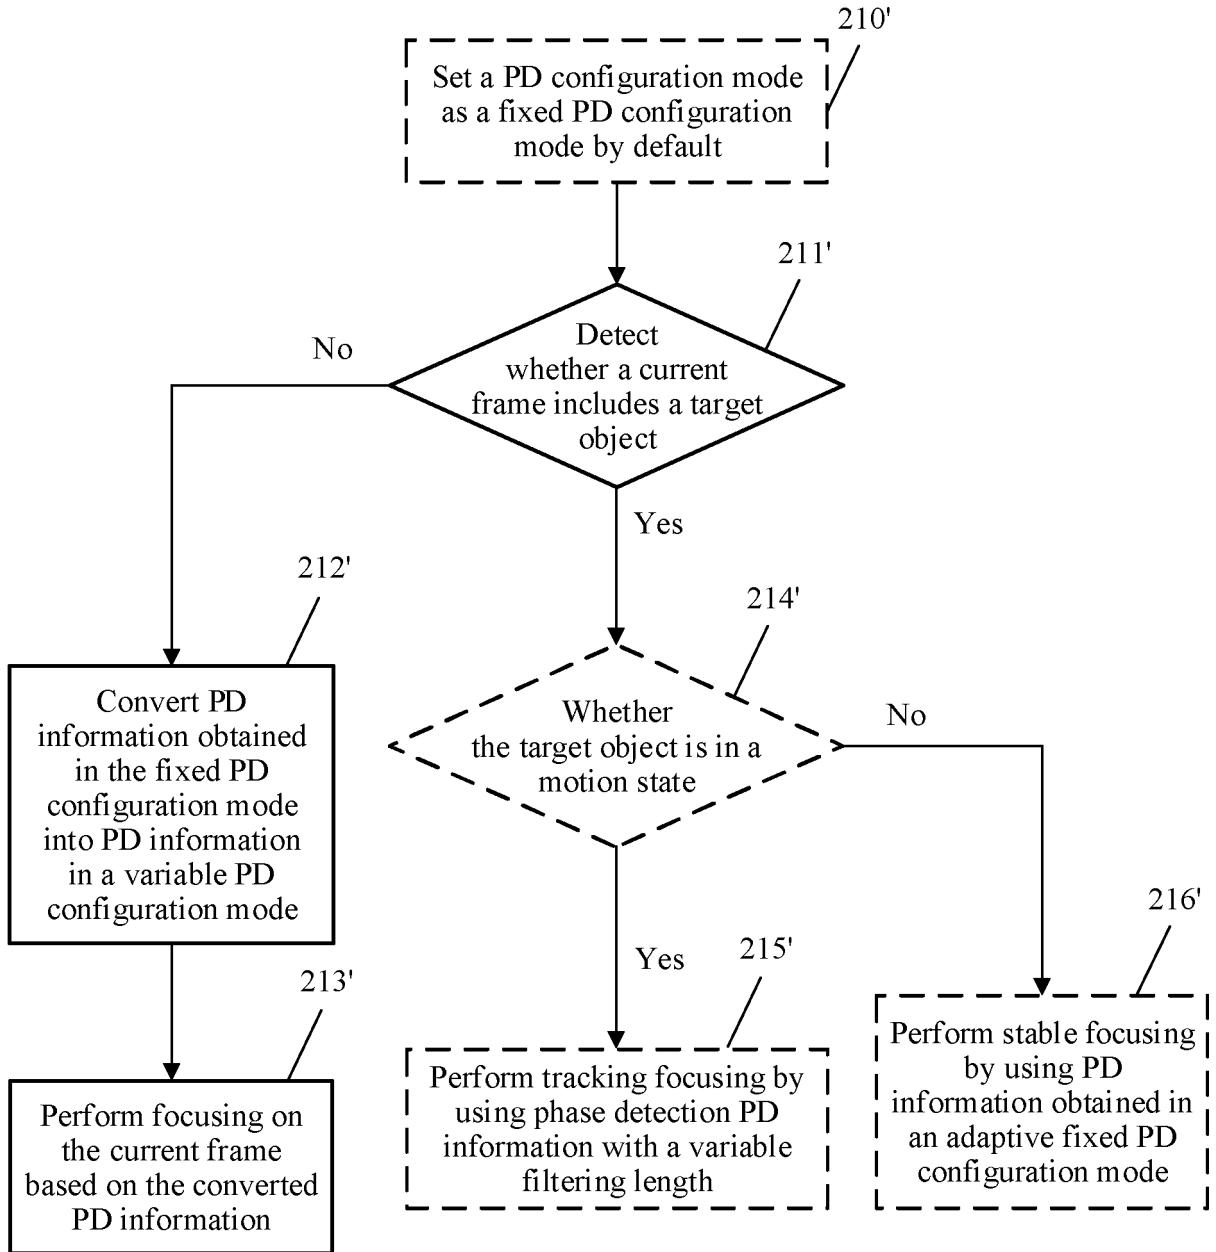 210'
Set a PD configuration mode
as a fixed PD configuration
mode by default
211'
Detect
whether a current
frame includes a target
object
No
Yes
212'
Convert PD
information obtained
in the fixed PD
configuration mode
into PD information
in a variable PD
configuration mode
213'
Perform focusing on
the current frame
based on the converted
PD information
214'
Whether
the target object is in a
motion state
No
Yes
215'
Perform tracking focusing by
using phase detection PD
information with a variable
filtering length
216'
Perform stable focusing
by using PD
information obtained in
an adaptive fixed PD
configuration mode